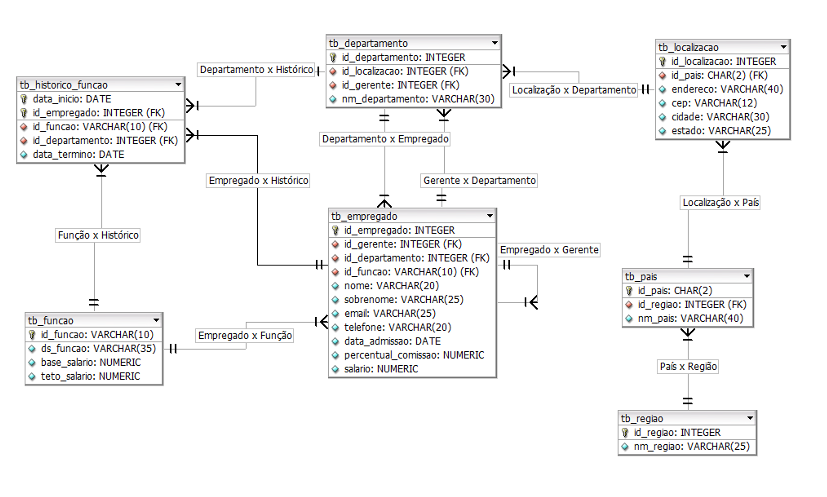 tb_departamento
id_departamento: INTEGER
id_localizacao: INTEGER (FK)
id_gerente: INTEGER (FK)
nm_departamento: VARCHAR(30)
tb_localizacao
id_localizacao: INTEGER
id_pais: CHAR(2) (FK)
endereco: VARCHAR(40)
cep: VARCHAR(12)
cidade: VARCHAR(30)
estado: VARCHAR(25)
tb_historico_funcao
data_inicio: DATE
id_empregado: INTEGER (FK)
id_funcao: VARCHAR(10) (FK)
id_departamento: INTEGER (FK)
data_termino: DATE
Departamento x Histórico
Localização x Departamento
Departamento x Empregado
Empregado x Histórico
Gerente x Departamento
Localização x País
Função x Histórico
tb_empregado
id_empregado: INTEGER
id_gerente: INTEGER (FK)
id_departamento: INTEGER (FK)
id_funcao: VARCHAR(10) (FK)
nome: VARCHAR(20)
sobrenome: VARCHAR(25)
email: VARCHAR(25)
telefone: VARCHAR(20)
data_admissao: DATE
percentual_comissao: NUMERIC
salario: NUMERIC
Empregado x Gerente
tb_pais
id_pais: CHAR(2)
id_regiao: INTEGER (FK)
nm_pais: VARCHAR(40)
tb_funcao
id_funcao: VARCHAR(10)
ds_funcao: VARCHAR(35)
base_salario: NUMERIC
teto_salario: NUMERIC
Empregado x Função
País x Região
tb_regiao
id_regiao: INTEGER
nm_regiao: VARCHAR(25)